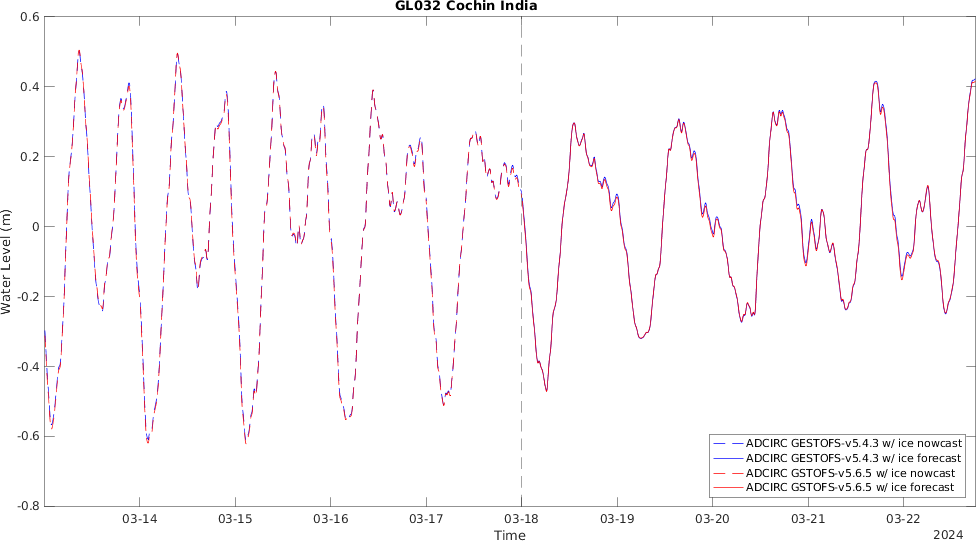 GL032 Cochin India
0.6
0.4
0.2
0
-0.2
-0.4
-0.6
-0.8
Water Level (m)
ADCIRC GESTOFS-v5.4.3 w/ ice nowcast
ADCIRC GESTOFS-v5.4.3 w/ ice forecast
ADCIRC GSTOFS-v5.6.5 w/ ice nowcast
ADCIRC GSTOFS-v5.6.5 w/ ice forecast
03-14 03-15 03-16 03-17 03-18 03-19 03-20 03-21 03-22
Time
2024